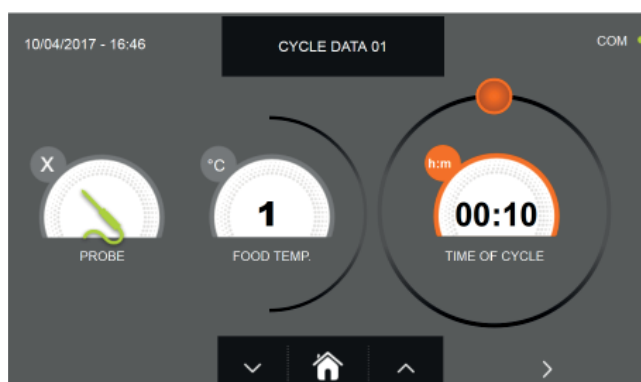 10/04/2017 - 16:46
CYCLE DATA 01
COM
X
°C
h:m
1
00:10
PROBE
FOOD TEMP.
TIME OF CYCLE